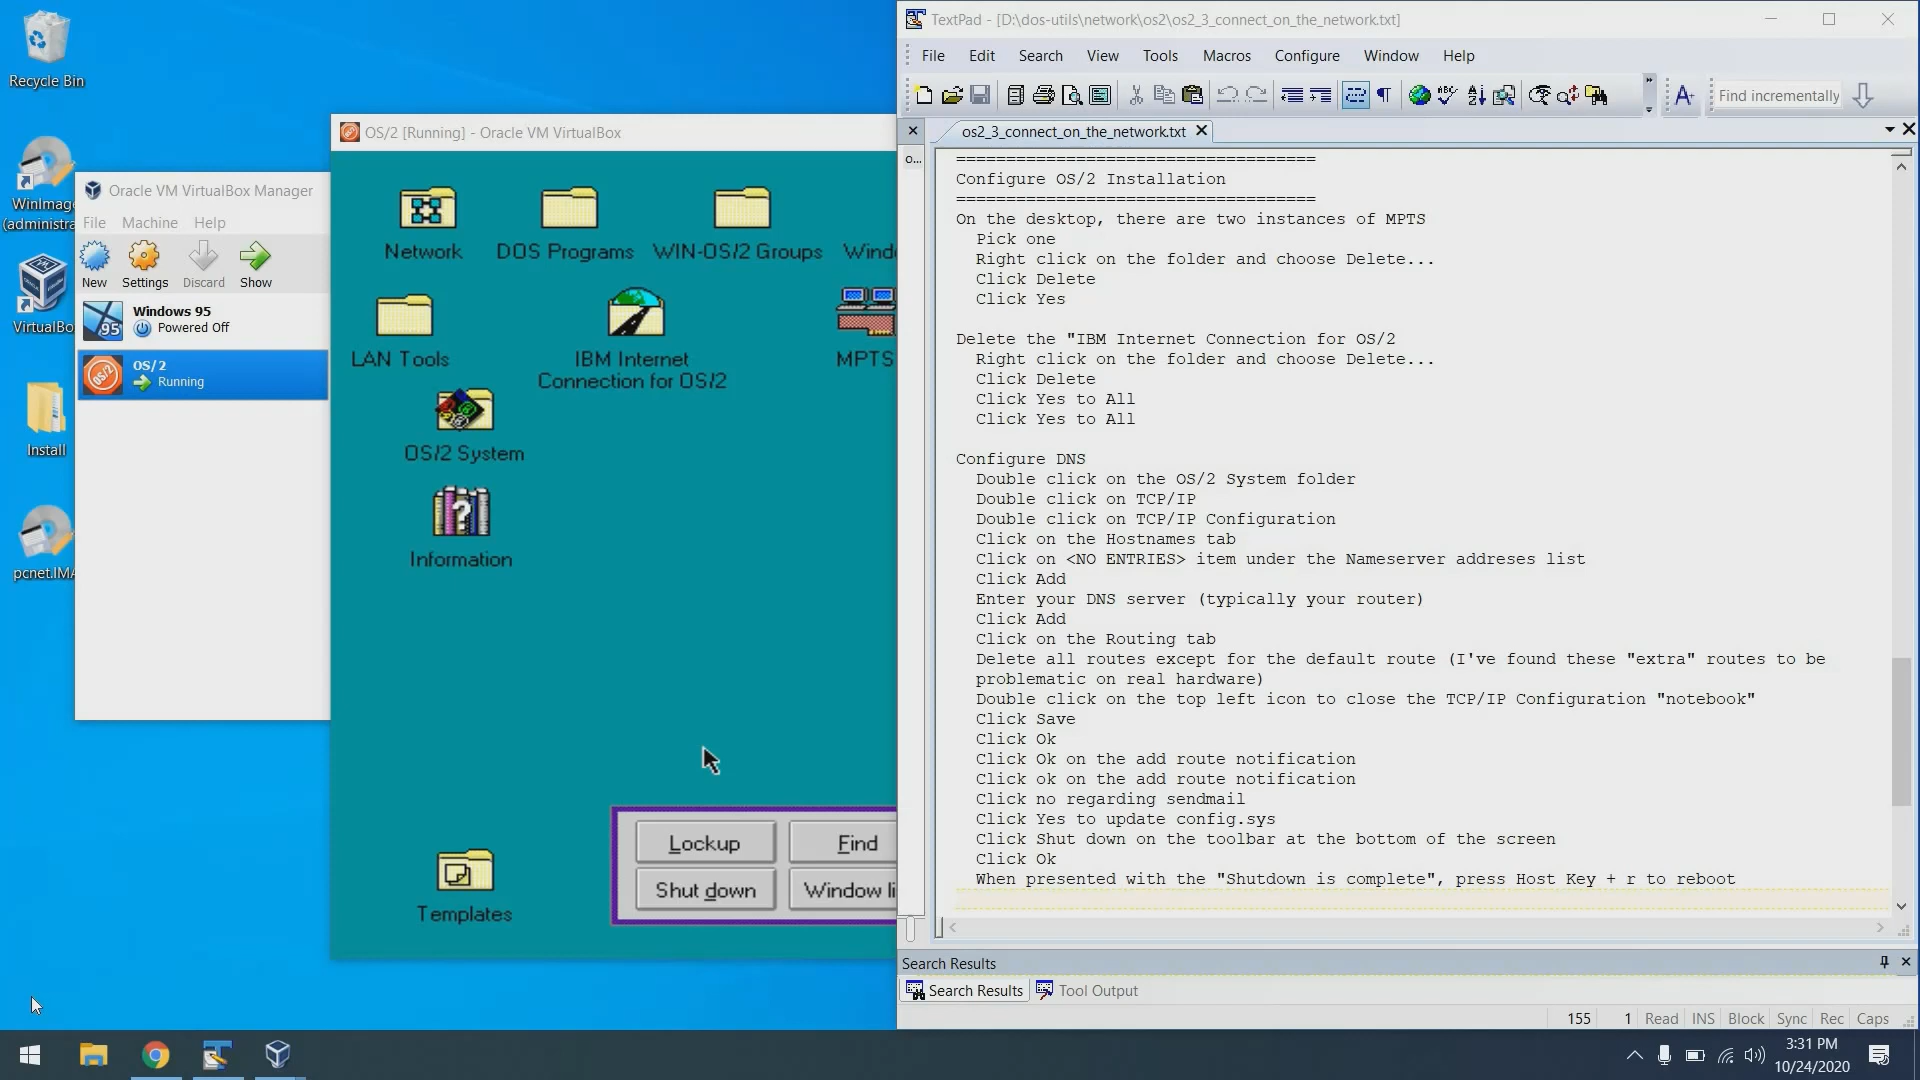 Recycle Bin
WinImage
(administra
VirtualBo
Install
pcnet.IMA
Oracle VM VirtualBox Manager
File Machine Help
New Settings Discard Show
Windows 95
Powered Off
95
OS/2
Running
OS/2 [Running] - Oracle VM VirtualBox
Network DOS Programs WIN-OS/2 Groups Windo
LAN Tools IBM Internet MPTS
Connection for OS/2
OS/2 System
Information
Templates
Lockup Find
Shut down Window li
TextPad - [D:\dos-utils\network\os2\os2_3_connect_on_the_network.txt]
File Edit Search View Tools Macros Configure Window Help
Find incrementally
os2_3_connect_on_the_network.txt
o...
====================================
Configure OS/2 Installation
====================================
On the desktop, there are two instances of MPTS
Pick one
Right click on the folder and choose Delete...
Click Delete
Click Yes
Delete the "IBM Internet Connection for OS/2
Right click on the folder and choose Delete...
Click Delete
Click Yes to All
Click Yes to All
Configure DNS
Double click on the OS/2 System folder
Double click on TCP/IP
Double click on TCP/IP Configuration
Click on the Hostnames tab
Click on <NO ENTRIES> item under the Nameserver addreses list
Click Add
Enter your DNS server (typically your router)
Click Add
Click on the Routing tab
Delete all routes except for the default route (I've found these "extra" routes to be
problematic on real hardware)
Double click on the top left icon to close the TCP/IP Configuration "notebook"
Click Save
Click Ok
Click Ok on the add route notification
Click ok on the add route notification
Click no regarding sendmail
Click Yes to update config.sys
Click Shut down on the toolbar at the bottom of the screen
Click Ok
When presented with the "Shutdown is complete", press Host Key + r to reboot
Search Results
Search Results Tool Output
155 1 Read INS Block Sync Rec Caps
3:31 PM
10/24/2020